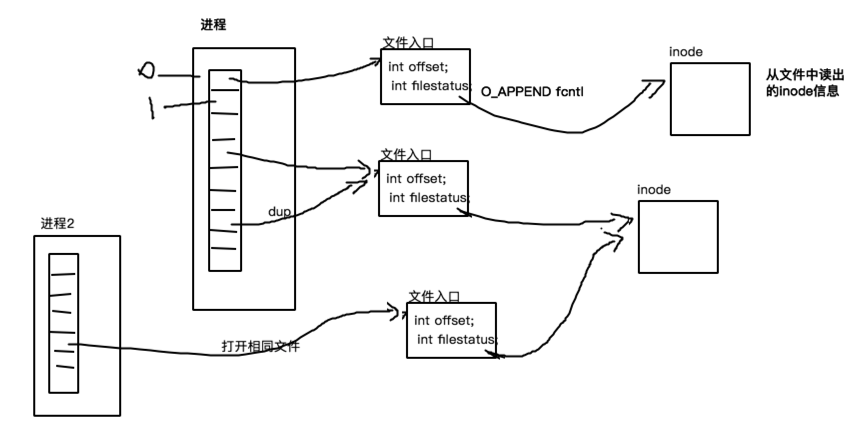 进程
0
1
文件入口
int offset;
int filestatus;
O_APPEND fcntl
inode
从文件中读出
的inode信息
文件入口
int offset;
int filestatus;
dup
inode
进程2
打开相同文件
文件入口
int offset;
int filestatus;